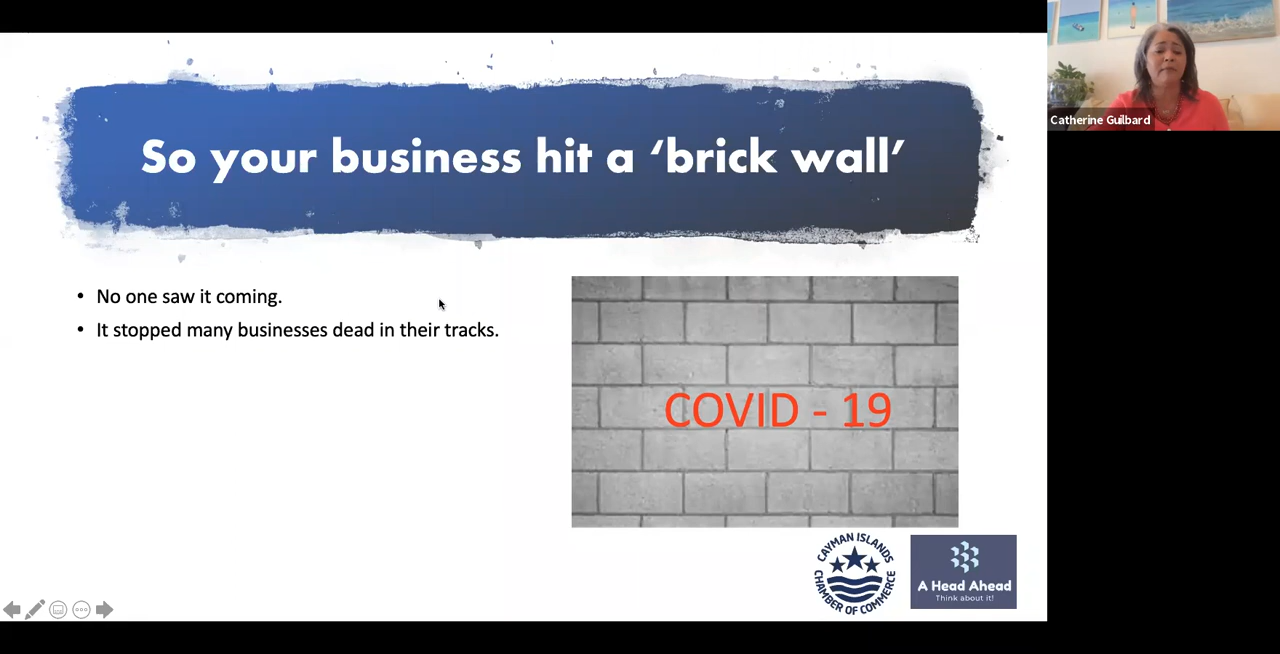 So your business hit a ‘brick wall’
Catherine Guilbard
• No one saw it coming.
• It stopped many businesses dead in their tracks.
COVID - 19
CAYMAN ISLANDS
CHAMBER OF COMMERCE
A Head Ahead
Think about it!